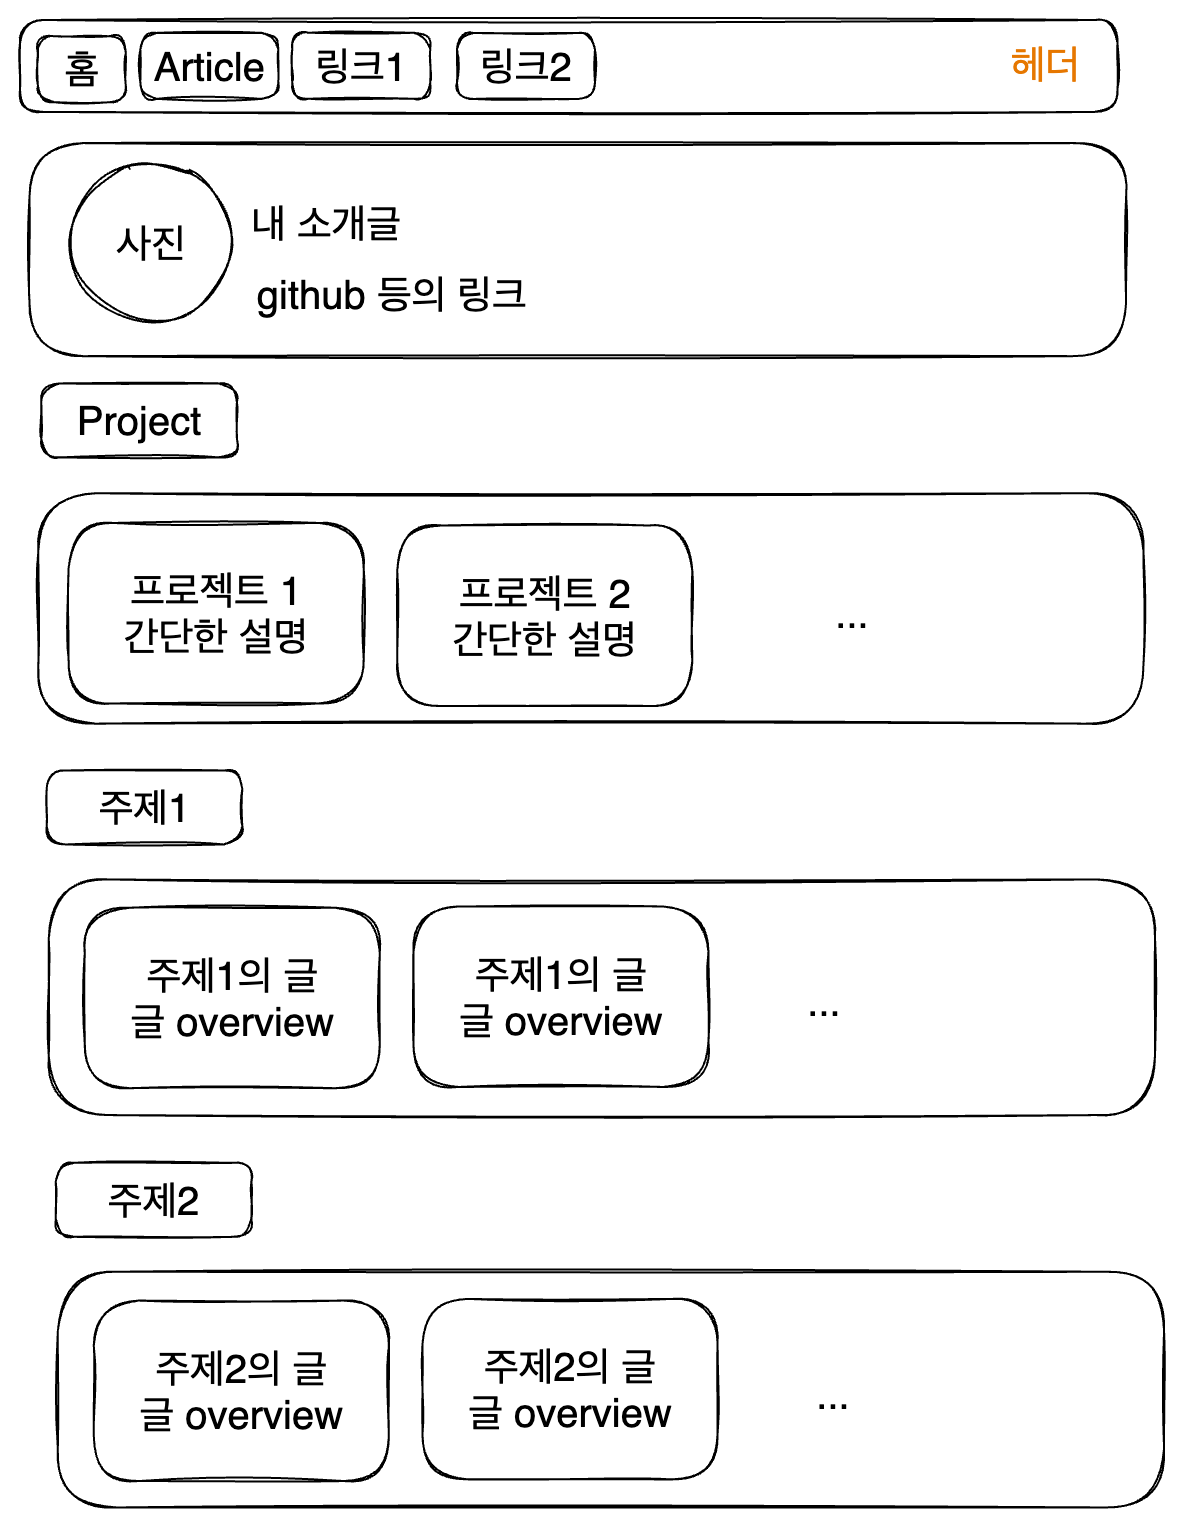 홈 Article 링크1 링크2 헤더
사진
내 소개글
github 등의 링크
Project
프로젝트 1
간단한 설명
프로젝트 2
간단한 설명
...
주제1
주제1의 글
글 overview
주제1의 글
글 overview
...
주제2
주제2의 글
글 overview
주제2의 글
글 overview
...